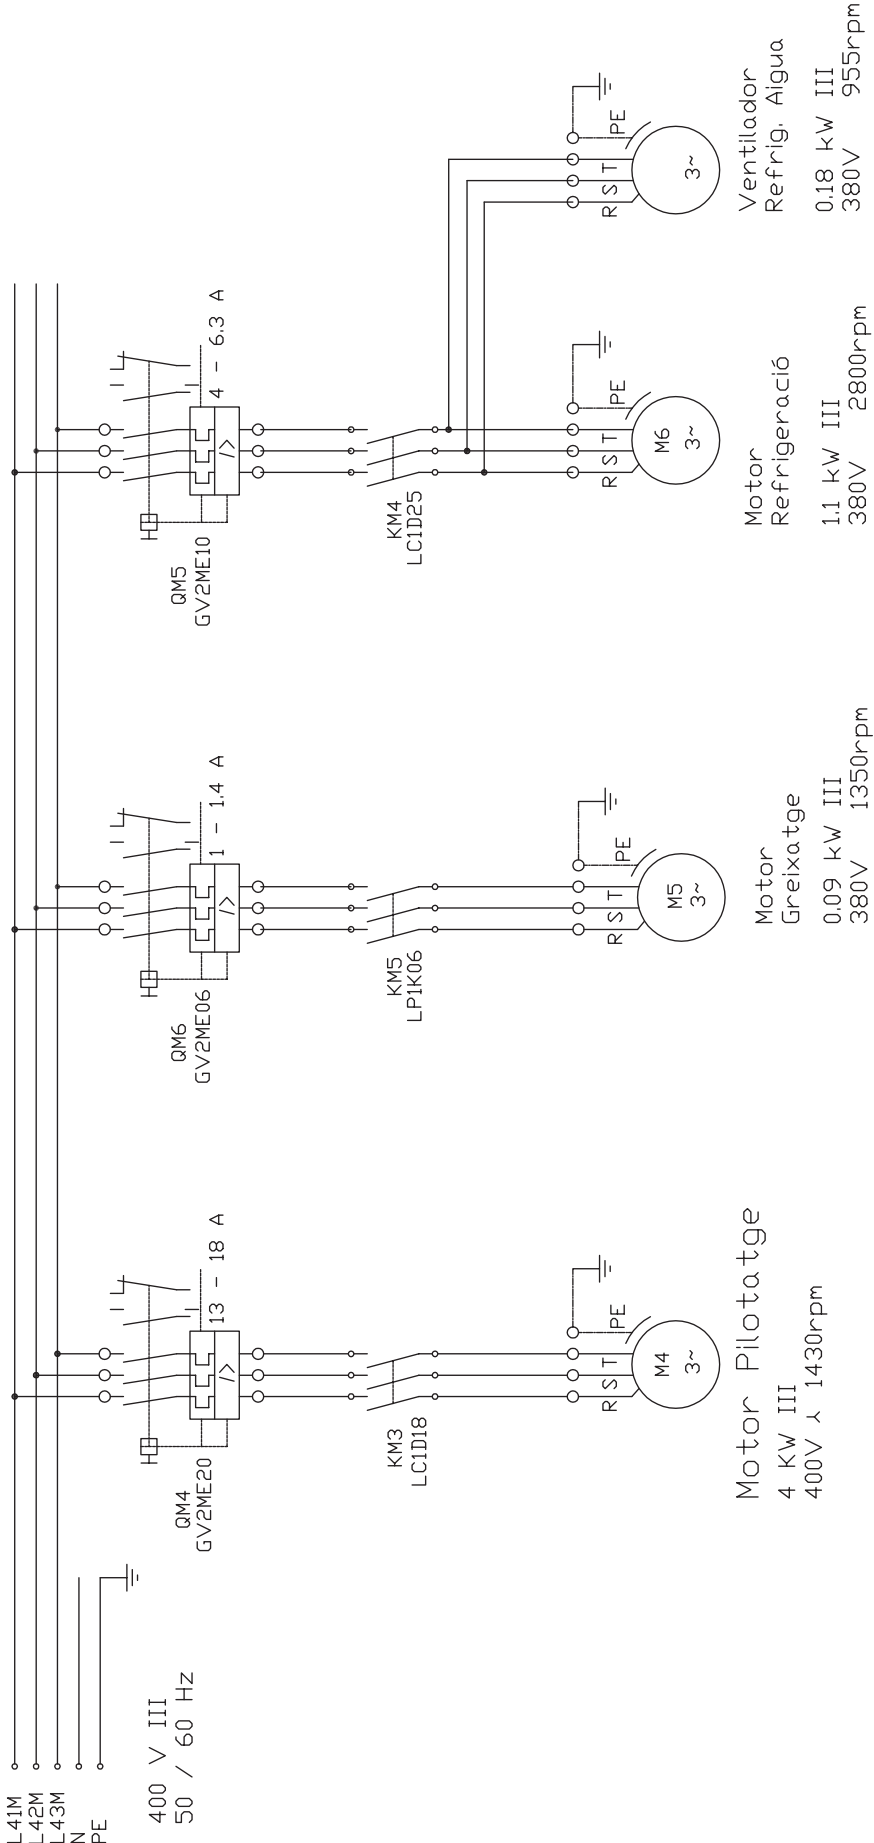 L41M
L42M
L43M
N
PE
400 V III
50 / 60 Hz
QM4
GV2ME20
13 - 18 A
I>
KM3
LC1D18
R S T PE
M4
3~
Motor Pilotatge
4 KW III
400V ⅄ 1430rpm
QM6
GV2ME06
1 - 1.4 A
I>
KM5
LP1K06
R S T PE
M5
3~
Motor
Greixatge
0.09 KW III
380V 1350rpm
QM5
GV2ME10
4 - 6.3 A
I>
KM4
LC1D25
R S T PE
M6
3~
Motor
Refrigeració
1.1 KW III
380V 2800rpm
R S T PE
3~
Ventilador
Refrig. Aigua
0.18 KW III
380V 955rpm